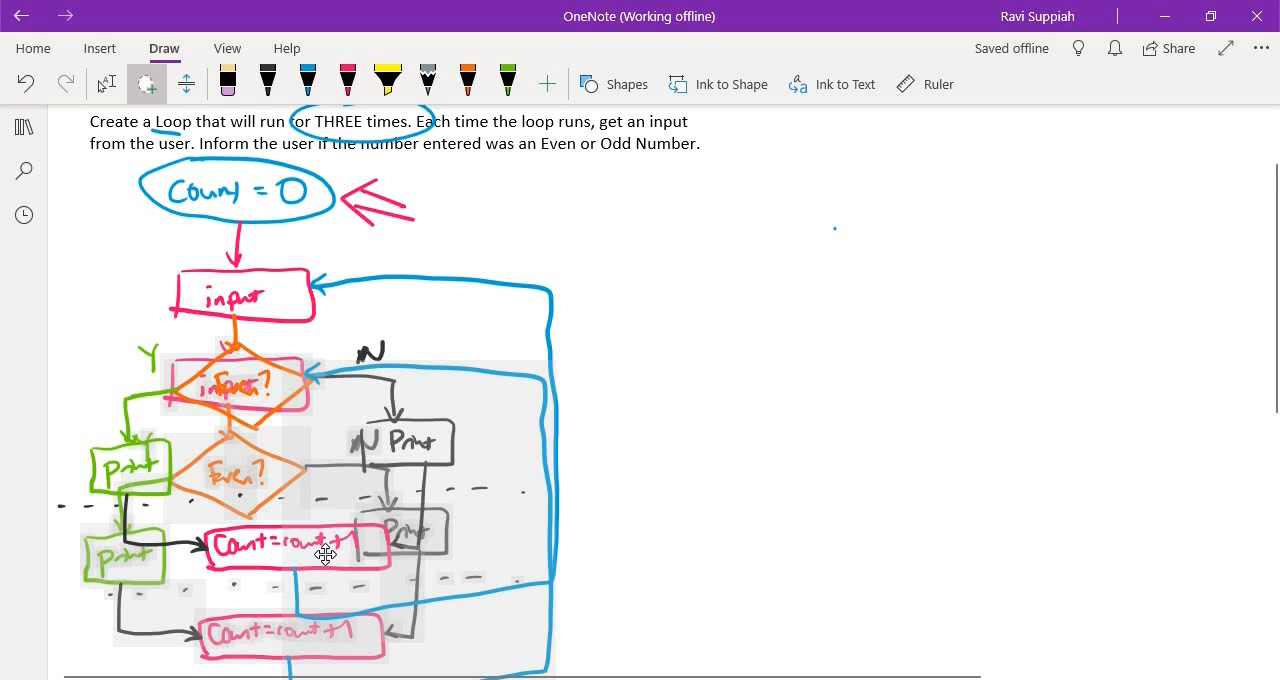 OneNote (Working offline)
Ravi Suppiah
Home Insert Draw View Help
Saved offline Share
Shapes Ink to Shape Ink to Text Ruler
Create a Loop that will run for THREE times. Each time the loop runs, get an input
from the user. Inform the user if the number entered was an Even or Odd Number.
Count = 0
input
Y
N
input
Even?
N
Print
Print
Even?
Print
Count=count+1
Print
Count=count+1